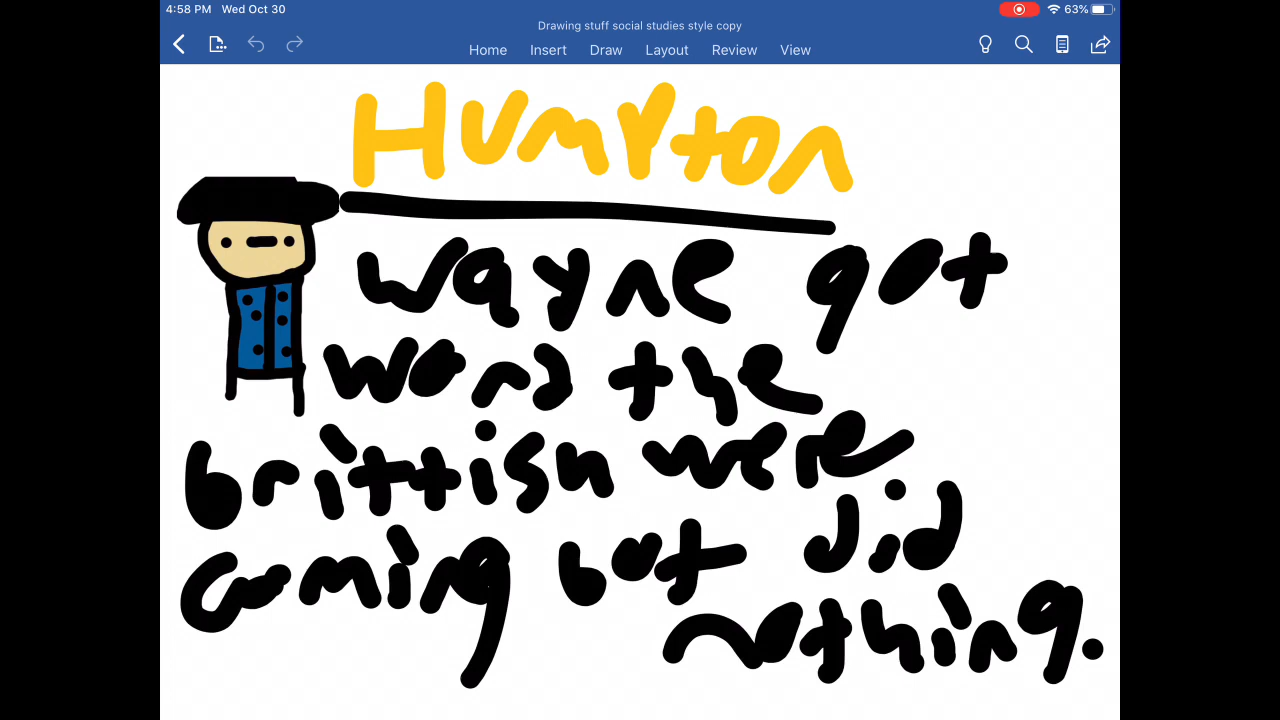 4:58 PM Wed Oct 30 63%
Drawing stuff social studies style copy
Home Insert Draw Layout Review View
Humpton
wayne got
word the
brittish were
coming but did
nothing.